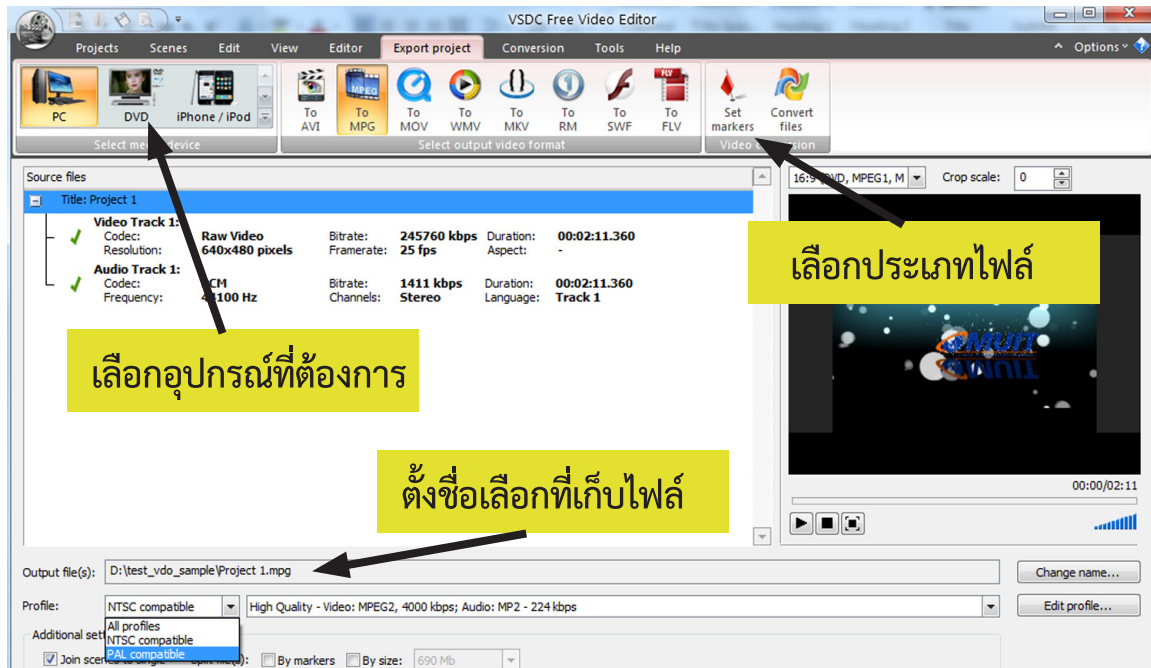 VSDC Free Video Editor
Projects Scenes Edit View Editor Export project Conversion Tools Help Options
PC DVD iPhone / iPod
To AVI
To MPG
To MOV
To WMV
To MKV
To RM
To SWF
To FLV
Set markers
Convert files
Select output video format
Source files
16:9 (DVD, MPEG1, M Crop scale: 0
Title: Project 1
Video Track 1:
Codec: Raw Video Bitrate: 245760 kbps Duration: 00:02:11.360
Resolution: 640x480 pixels Framerate: 25 fps Aspect: -
Audio Track 1:
Codec: Bitrate: 1411 kbps Duration: 00:02:11.360
Frequency: Channels: Stereo Language: Track 1
เลือกประเภทไฟล์
เลือกอุปกรณ์ที่ต้องการ
ตั้งชื่อเลือกที่เก็บไฟล์
00:00/02:11
Output file(s): D:\test_vdo_sample\Project 1.mpg Change name...
Profile: NTSC compatible High Quality - Video: MPEG2, 4000 kbps; Audio: MP2 - 224 kbps Edit profile...
All profiles
NTSC compatible
PAL compatible
Additional
By markers By size: 690 Mb